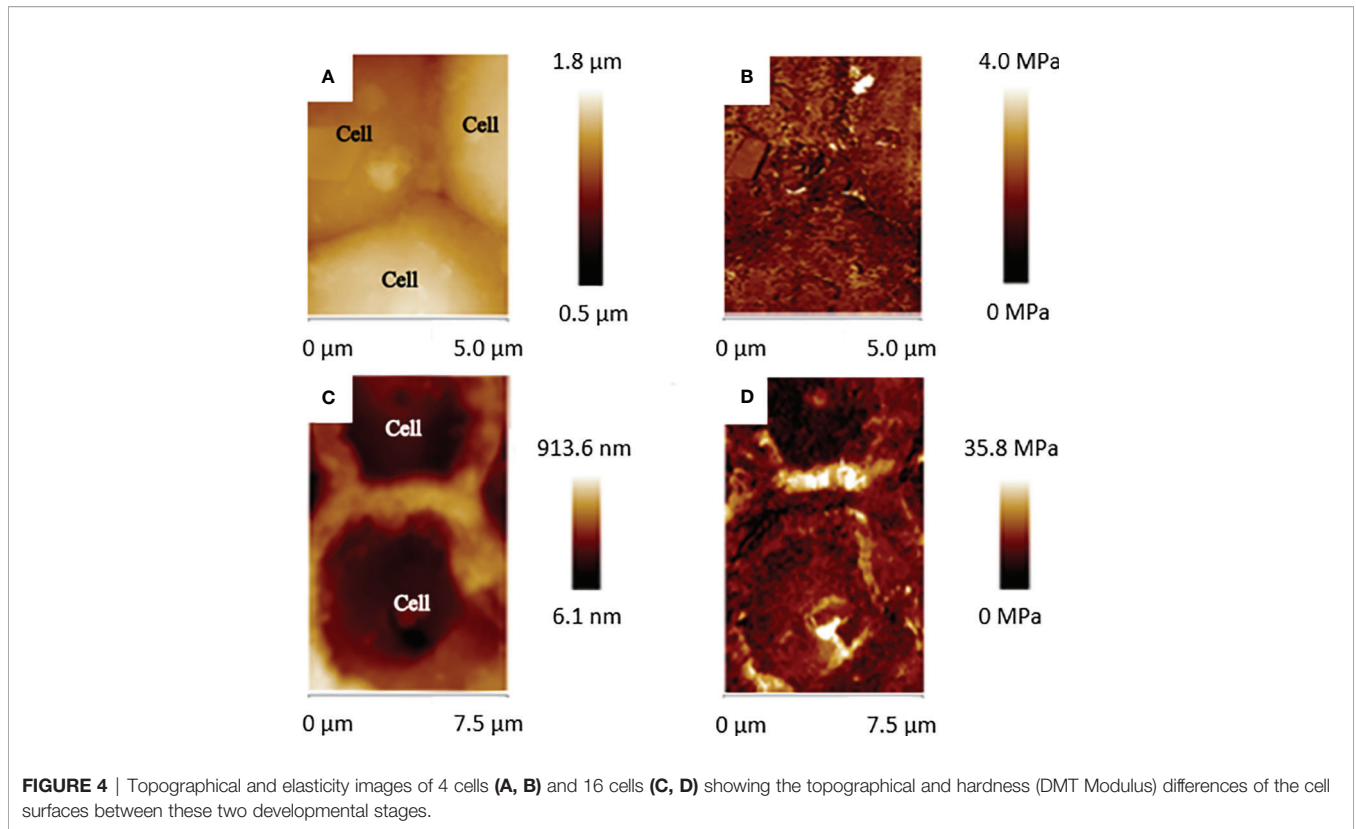 A
Cell
Cell
Cell
1.8 µm
0.5 µm
0 µm 5.0 µm
B
4.0 MPa
0 MPa
0 µm 5.0 µm
C
Cell
Cell
913.6 nm
6.1 nm
0 µm 7.5 µm
D
35.8 MPa
0 MPa
0 µm 7.5 µm
FIGURE 4 | Topographical and elasticity images of 4 cells (A, B) and 16 cells (C, D) showing the topographical and hardness (DMT Modulus) differences of the cell
surfaces between these two developmental stages.